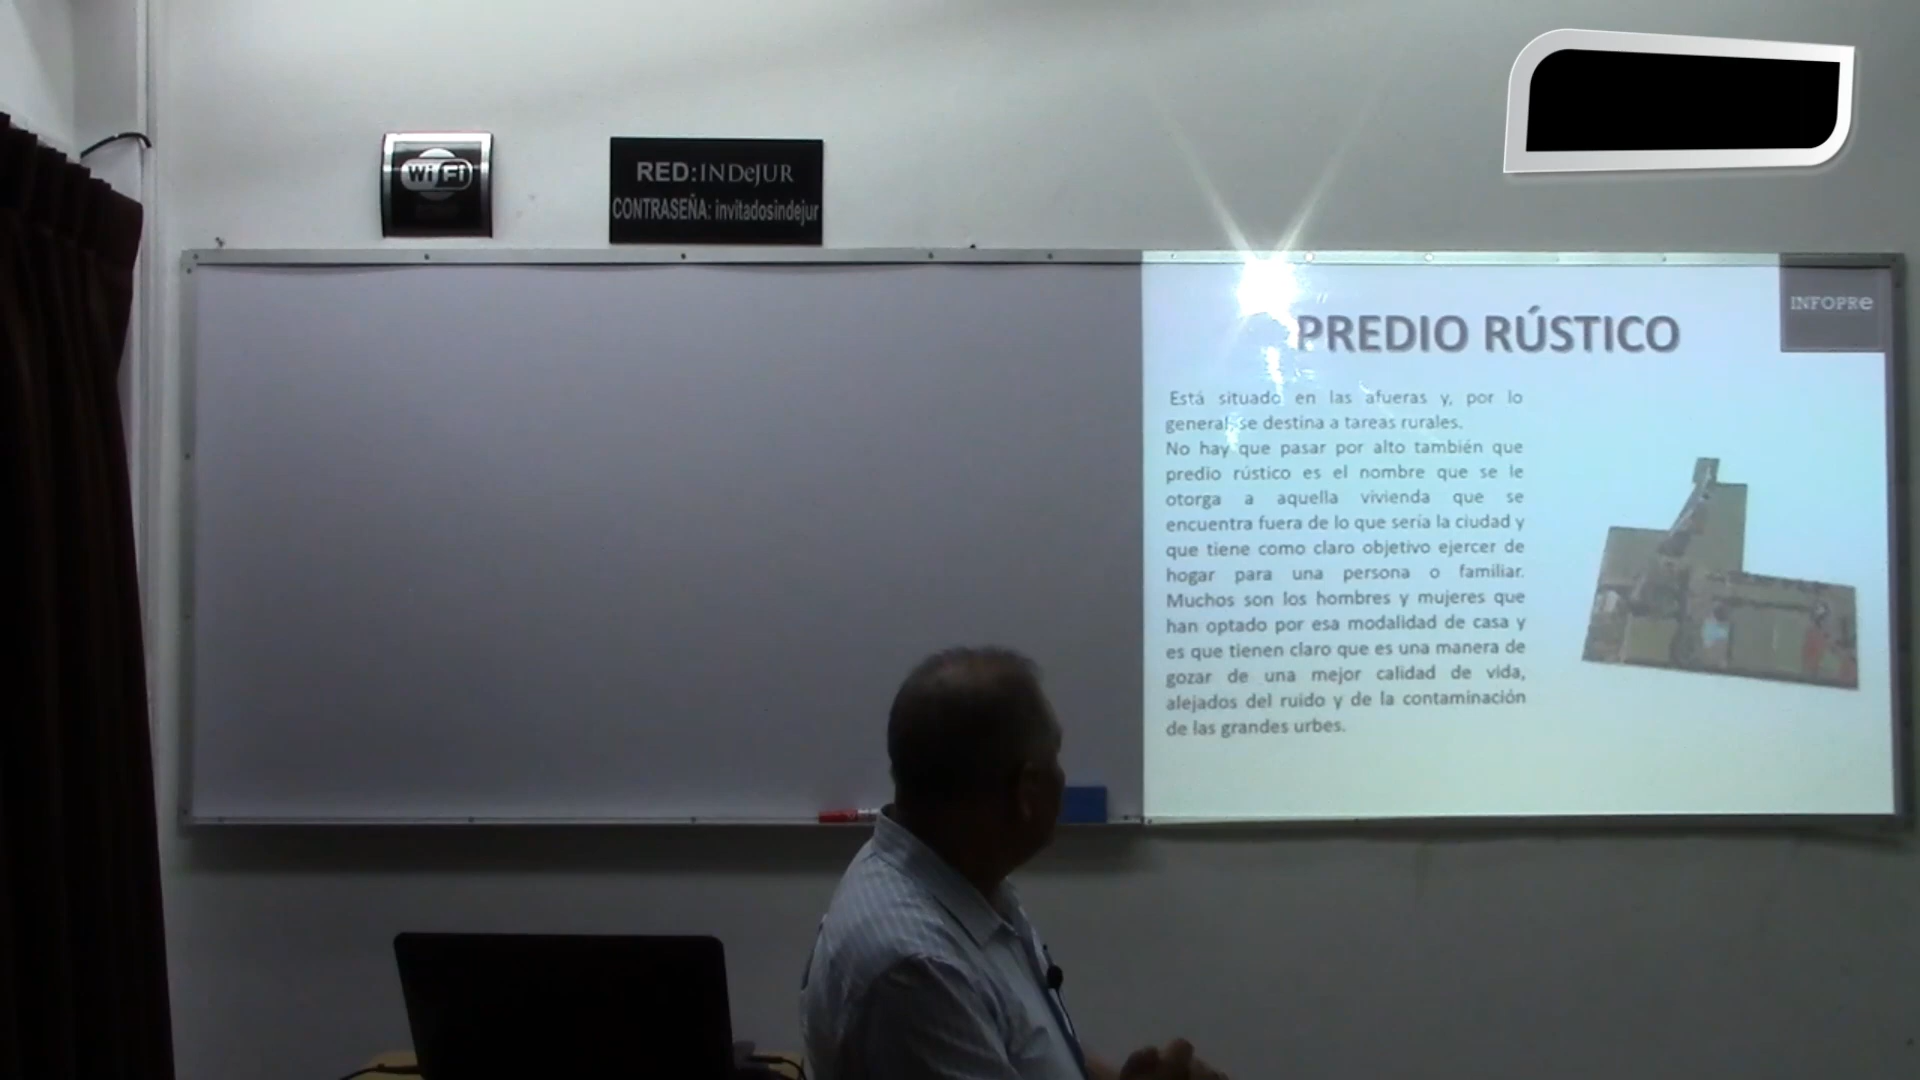 Wi Fi
RED:INDeJUR
CONTRASEÑA: invitadosindejur
INFOPRe
PREDIO RÚSTICO
Está situado en las afueras y, por lo
general, se destina a tareas rurales.
No hay que pasar por alto también que
predio rústico es el nombre que se le
otorga a aquella vivienda que se
encuentra fuera de lo que sería la ciudad y
que tiene como claro objetivo ejercer de
hogar para una persona o familiar.
Muchos son los hombres y mujeres que
han optado por esa modalidad de casa y
es que tienen claro que es una manera de
gozar de una mejor calidad de vida,
alejados del ruido y de la contaminación
de las grandes urbes.